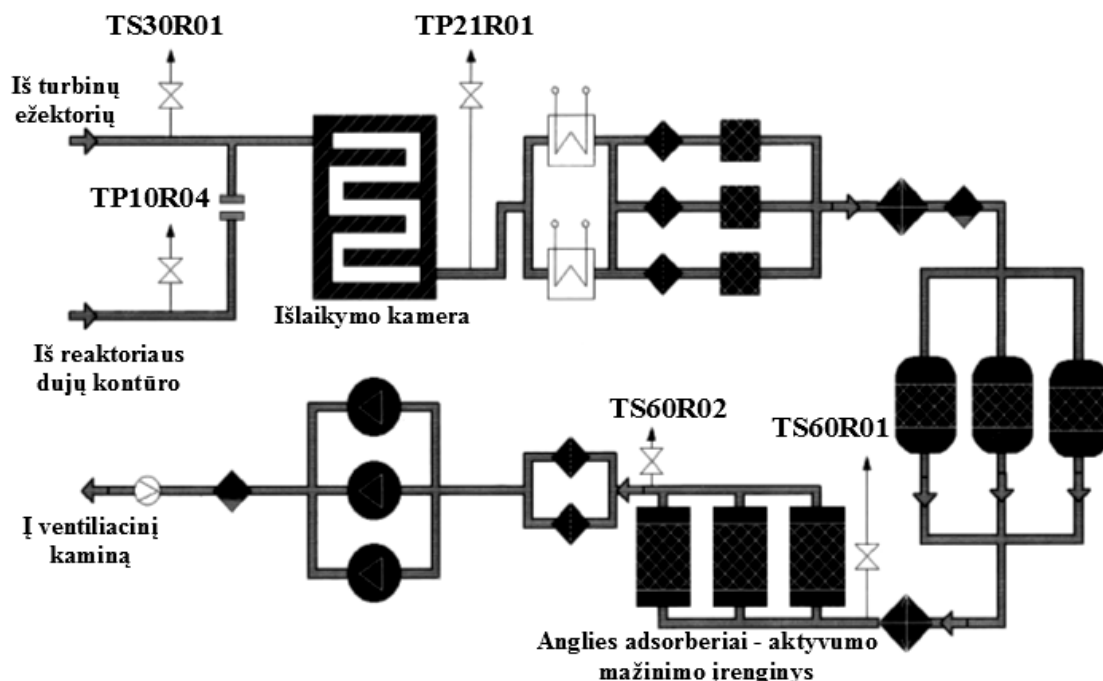 TS30R01
TP21R01
Iš turbinų
ežektorių
TP10R04
Išlaikymo kamera
Iš reaktoriaus
dujų kontūro
TS60R02
TS60R01
Į ventiliacinį
kaminą
Anglies adsorberiai - aktyvumo
mažinimo įrenginys